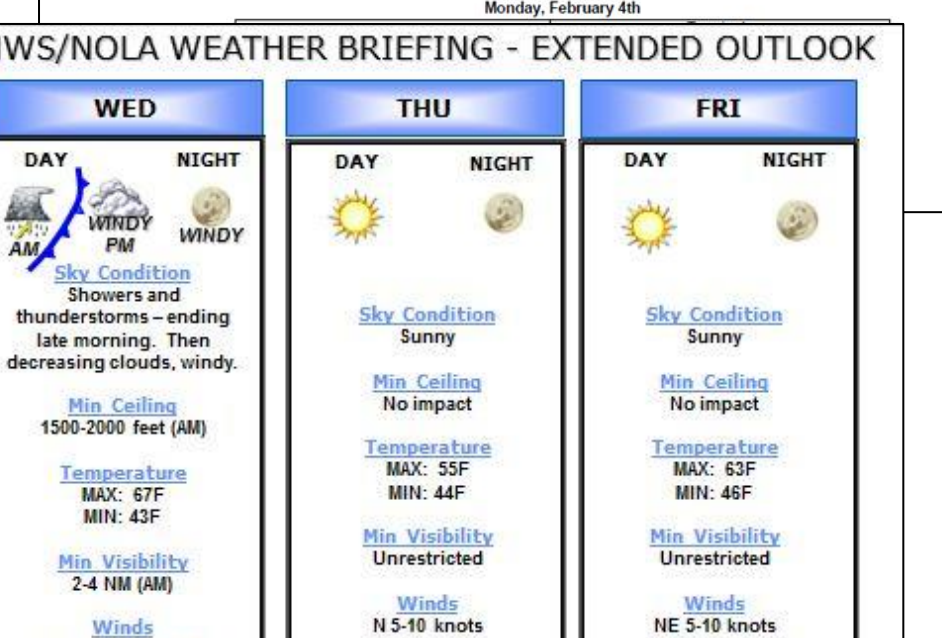 Monday, February 4th
WS/NOLA WEATHER BRIEFING - EXTENDED OUTLOOK
WED
DAY NIGHT
AM
WINDY
PM
WINDY
Sky Condition
Showers and
thunderstorms – ending
late morning. Then
decreasing clouds, windy.
Min Ceiling
1500-2000 feet (AM)
Temperature
MAX: 67F
MIN: 43F
Min Visibility
2-4 NM (AM)
Winds
THU
DAY NIGHT
Sky Condition
Sunny
Min Ceiling
No impact
Temperature
MAX: 55F
MIN: 44F
Min Visibility
Unrestricted
Winds
N 5-10 knots
FRI
DAY NIGHT
Sky Condition
Sunny
Min Ceiling
No impact
Temperature
MAX: 63F
MIN: 46F
Min Visibility
Unrestricted
Winds
NE 5-10 knots